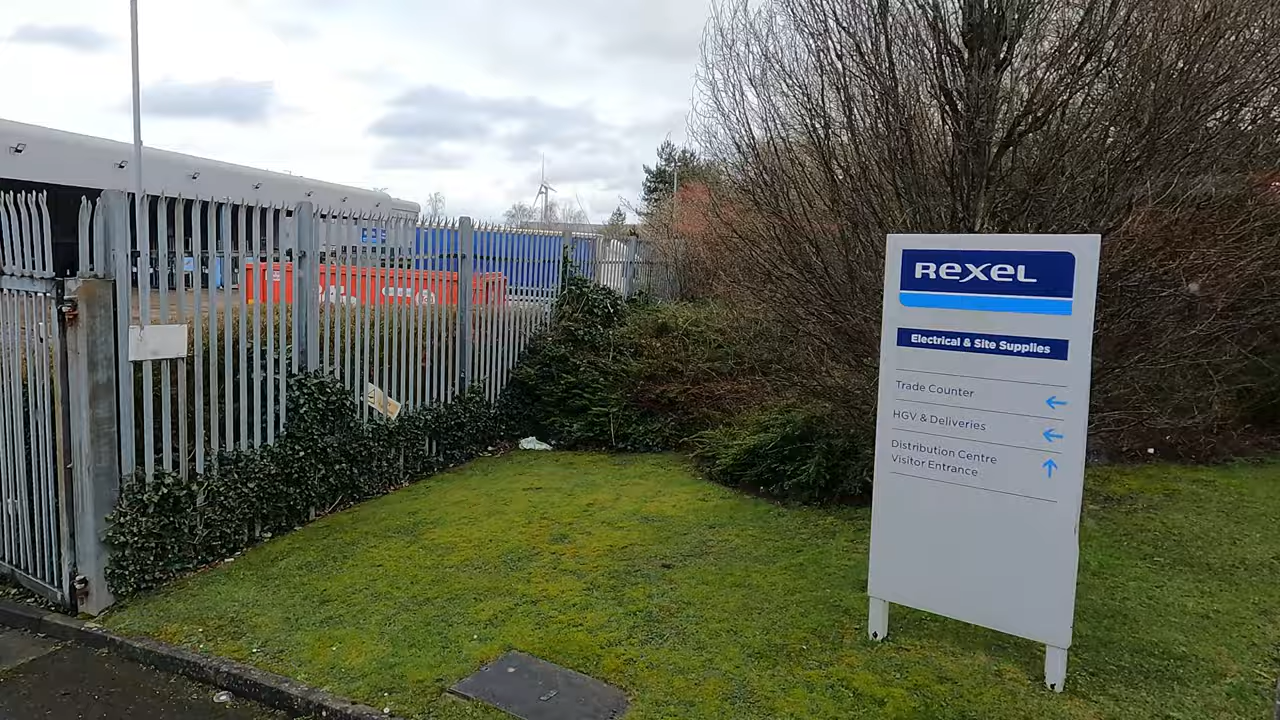 Rexel
Electrical & Site Supplies
Trade Counter
HGV & Deliveries
Distribution Centre
Visitor Entrance